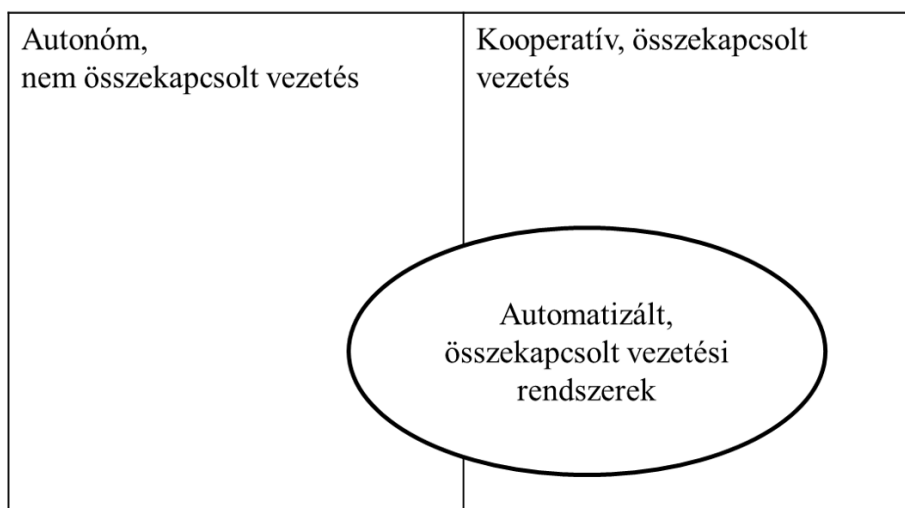 Autonóm,
nem összekapcsolt vezetés
Kooperatív, összekapcsolt
vezetés
Automatizált,
összekapcsolt vezetési
rendszerek